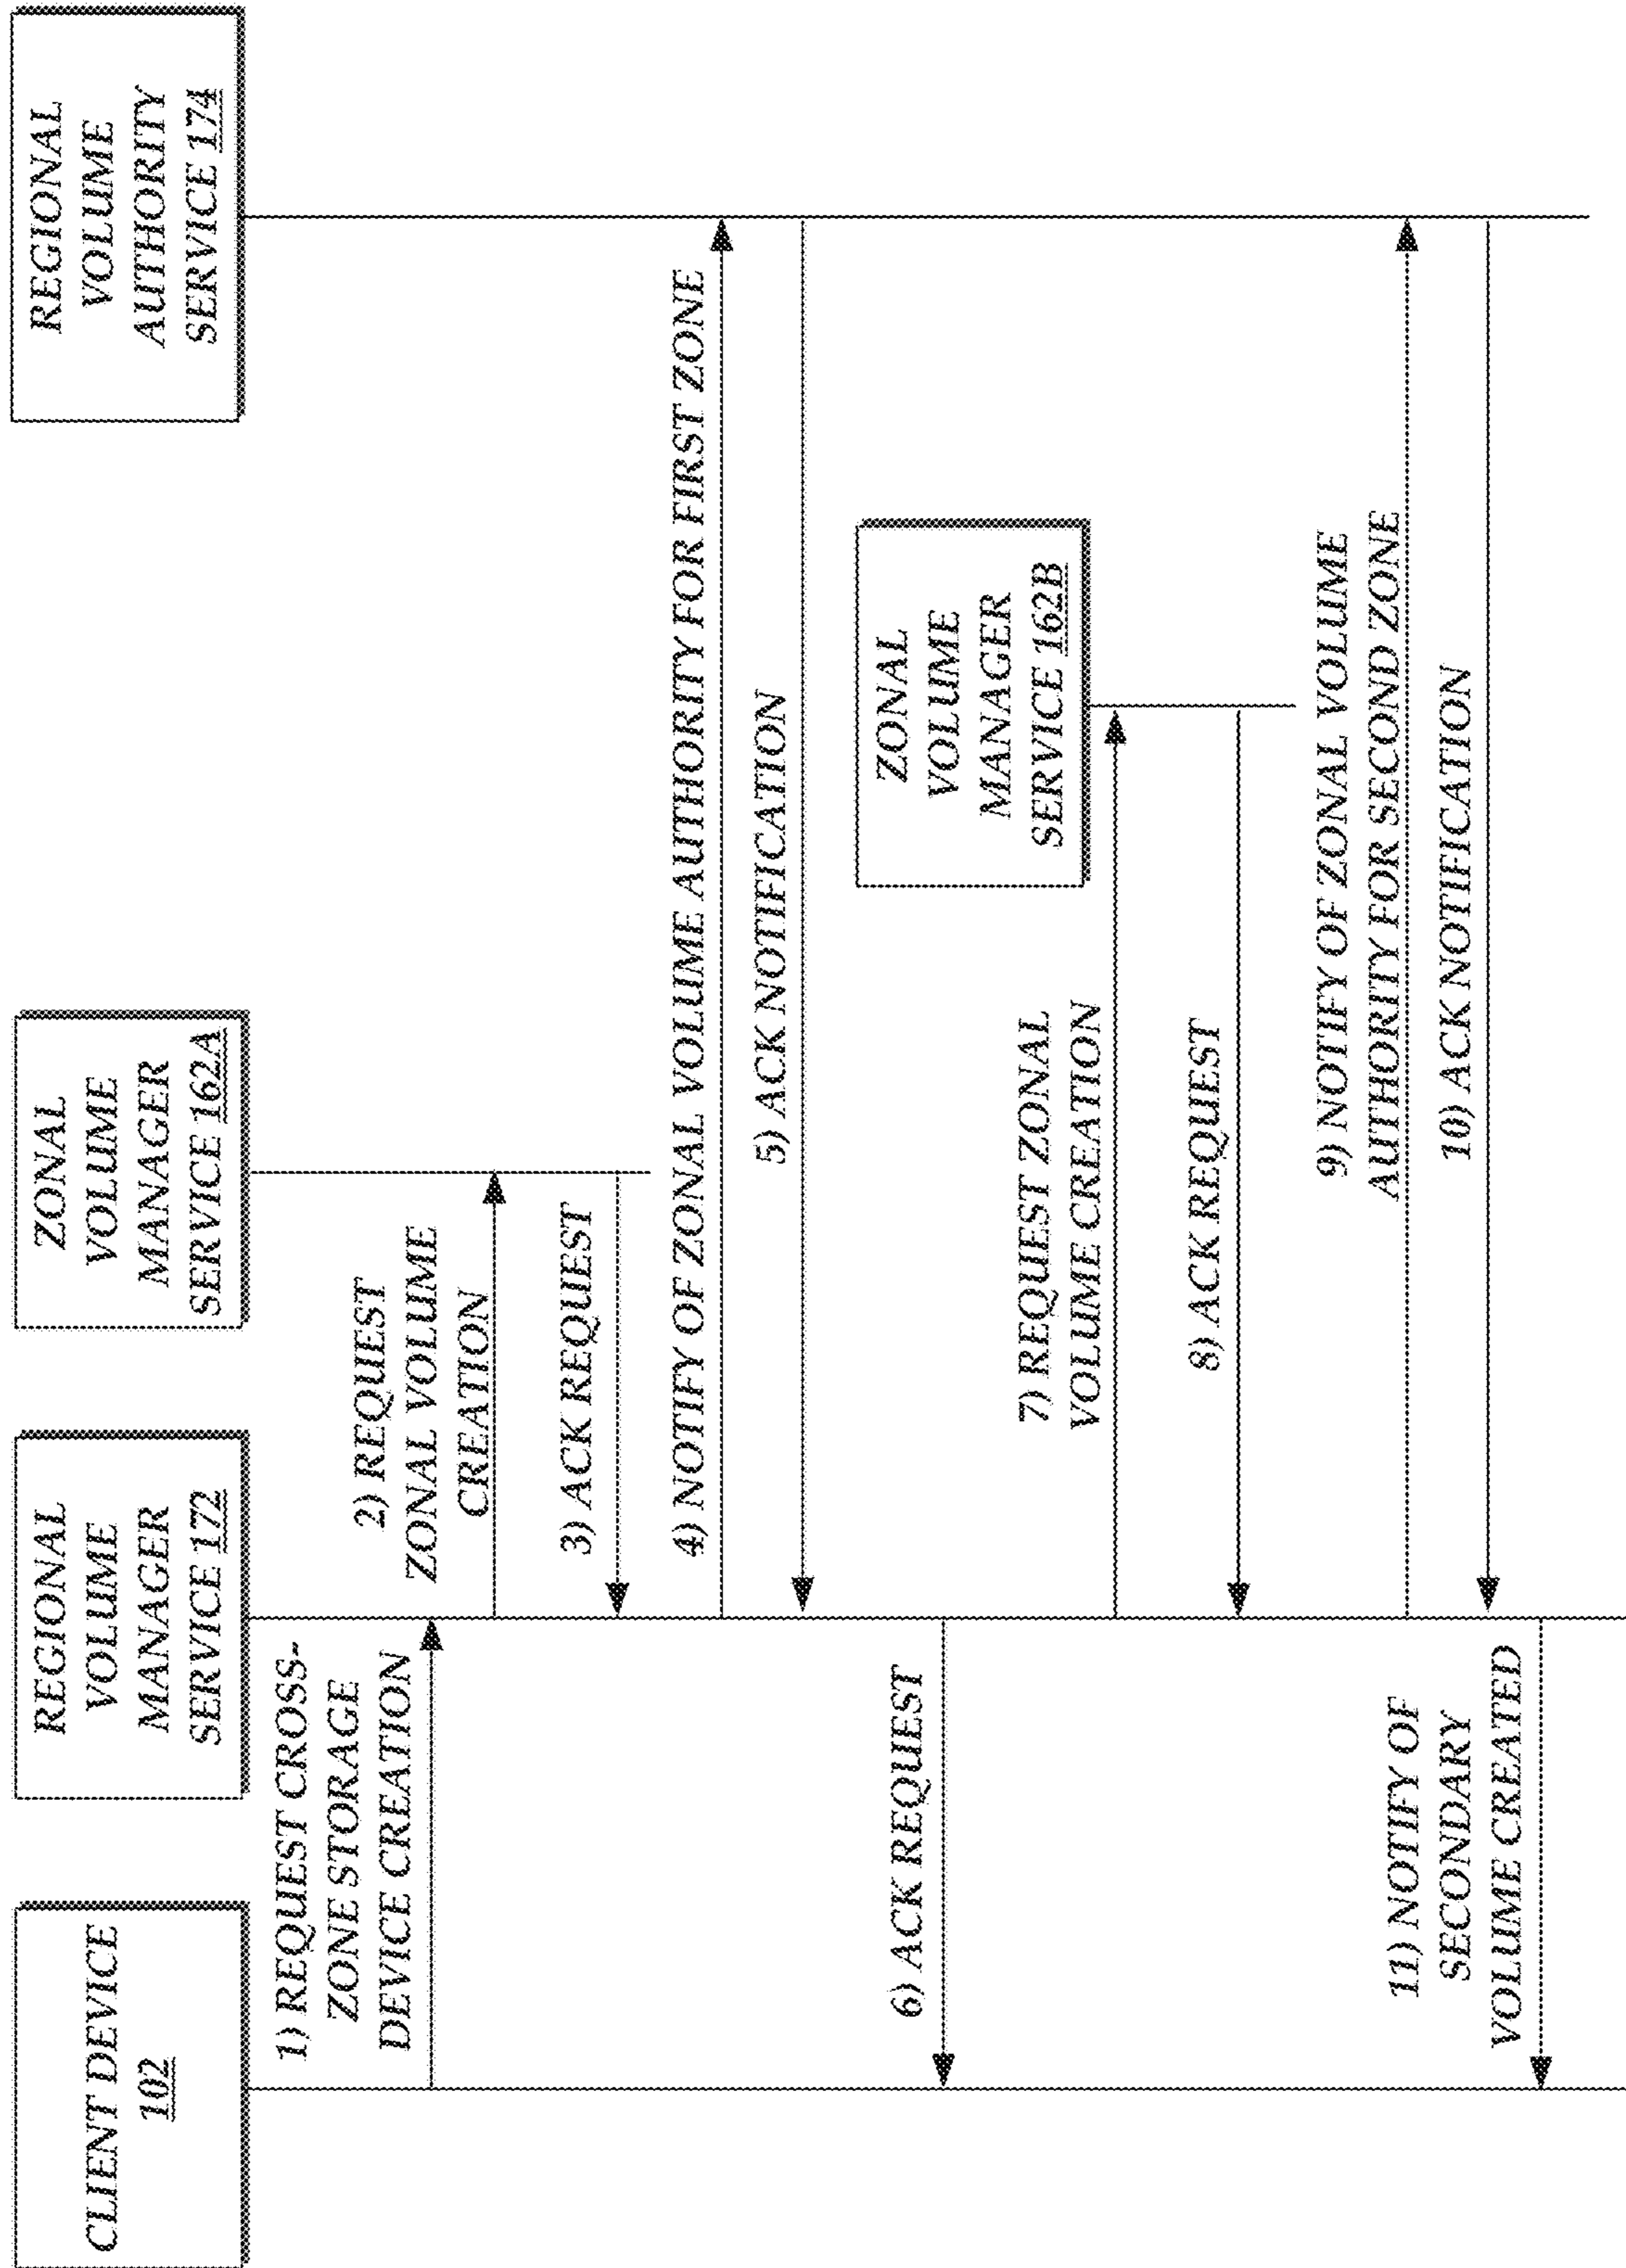 CLIENT DEVICE
102
REGIONAL
VOLUME
MANAGER
SERVICE 172
ZONAL
VOLUME
MANAGER
SERVICE 162A
REGIONAL
VOLUME
AUTHORITY
SERVICE 174
1) REQUEST CROSS-
ZONE STORAGE
DEVICE CREATION
2) REQUEST
ZONAL VOLUME
CREATION
3) ACK REQUEST
4) NOTIFY OF ZONAL VOLUME AUTHORITY FOR FIRST ZONE
5) ACK NOTIFICATION
6) ACK REQUEST
ZONAL
VOLUME
MANAGER
SERVICE 162B
7) REQUEST ZONAL
VOLUME CREATION
8) ACK REQUEST
9) NOTIFY OF ZONAL VOLUME
AUTHORITY FOR SECOND ZONE
10) ACK NOTIFICATION
11) NOTIFY OF
SECONDARY
VOLUME CREATED